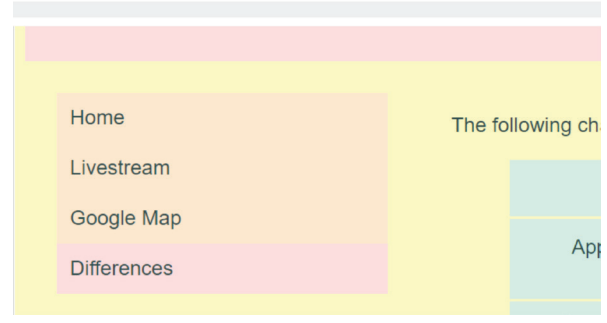 Home
The following ch
Livestream
Google Map
App
Differences